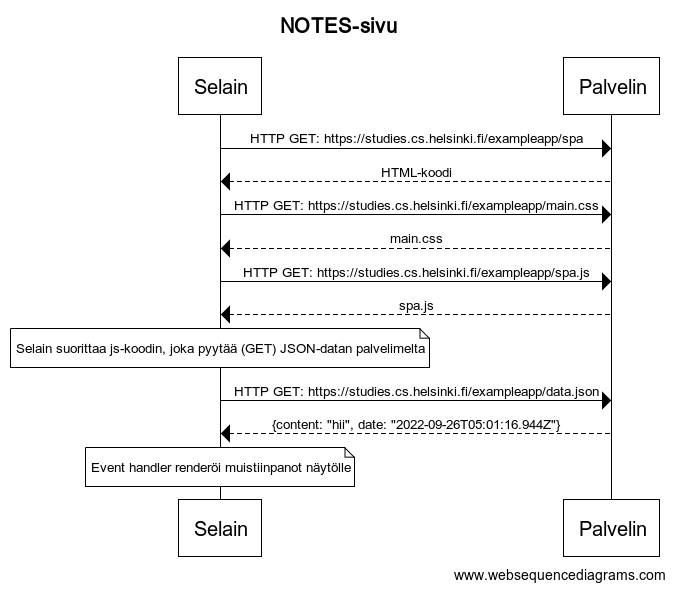 NOTES-sivu
Selain
Palvelin
HTTP GET: https://studies.cs.helsinki.fi/exampleapp/spa
HTML-koodi
HTTP GET: https://studies.cs.helsinki.fi/exampleapp/main.css
main.css
HTTP GET: https://studies.cs.helsinki.fi/exampleapp/spa.js
spa.js
Selain suorittaa js-koodin, joka pyytää (GET) JSON-datan palvelimelta
HTTP GET: https://studies.cs.helsinki.fi/exampleapp/data.json
{content: "hii", date: "2022-09-26T05:01:16.944Z"}
Event handler renderöi muistiinpanot näytölle
Selain
Palvelin
www.websequencediagrams.com